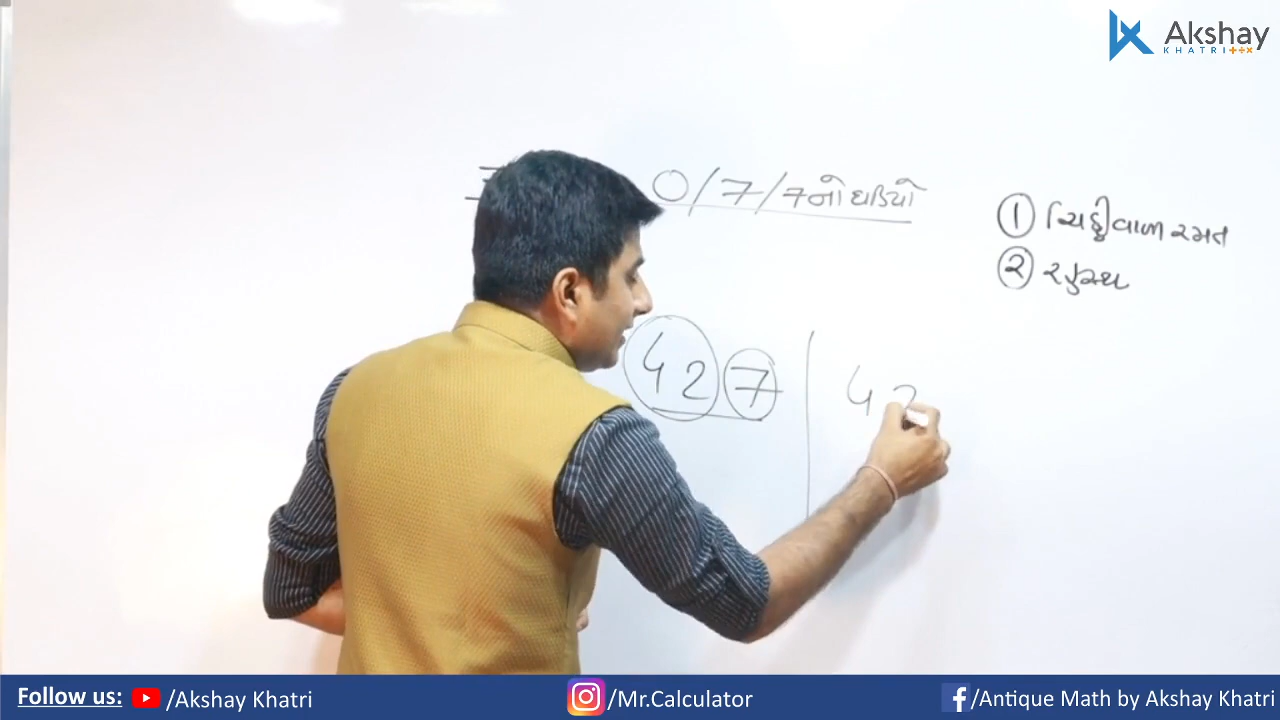 Akshay
KHATRI+÷×
0/7/7નો ઘડિયો
① ચિઠ્ઠીવાળ રમત
②
427 | 42
Follow us: /Akshay Khatri /Mr.Calculator /Antique Math by Akshay Khatri